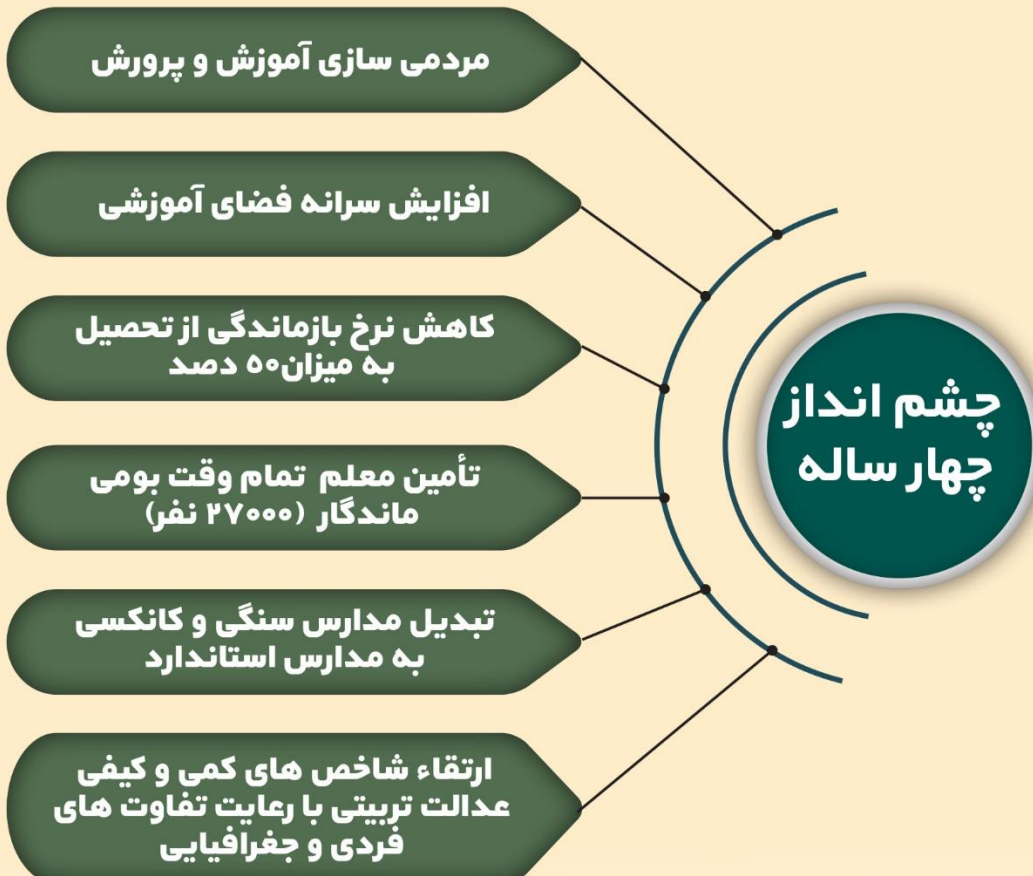 چشم انداز
چهار ساله
مردمی سازی آموزش و پرورش
افزایش سرانه فضای آموزشی
کاهش نرخ بازماندگی از تحصیل
به میزان۵۰ دصد
تأمین معلم تمام وقت بومی
ماندگار (۲۷۰۰۰ نفر)
تبدیل مدارس سنگی و کانکسی
به مدارس استاندارد
ارتقاء شاخص های کمی و کیفی
عدالت تربیتی با رعایت تفاوت های
فردی و جغرافیایی